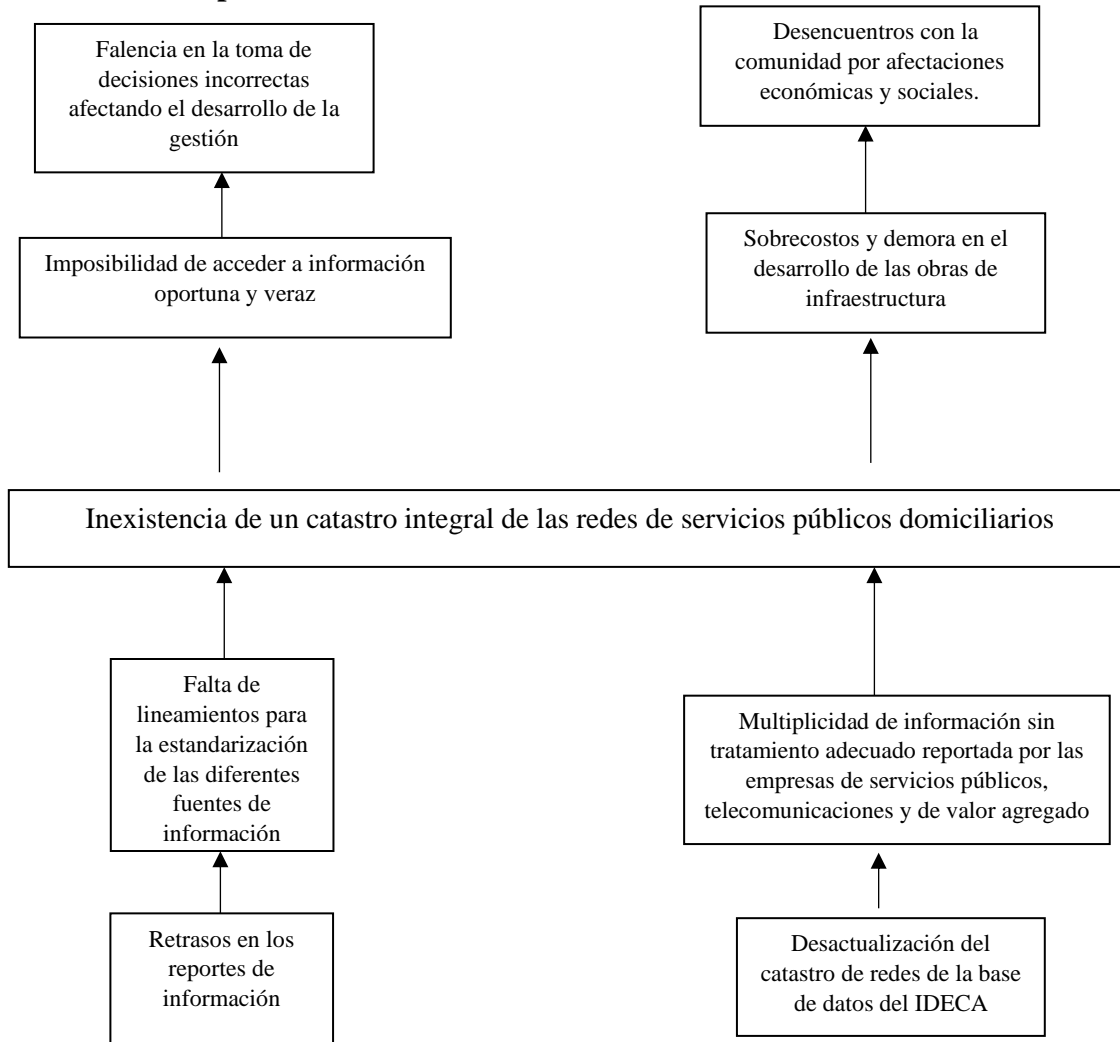 Falencia en la toma de
decisiones incorrectas
afectando el desarrollo de la
gestión
Desencuentros con la
comunidad por afectaciones
económicas y sociales.
Imposibilidad de acceder a información
oportuna y veraz
Sobrecostos y demora en el
desarrollo de las obras de
infraestructura
Inexistencia de un catastro integral de las redes de servicios públicos domiciliarios
Falta de
lineamientos para
la estandarización
de las diferentes
fuentes de
información
Multiplicidad de información sin
tratamiento adecuado reportada por las
empresas de servicios públicos,
telecomunicaciones y de valor agregado
Retrasos en los
reportes de
información
Desactualización del
catastro de redes de la base
de datos del IDECA